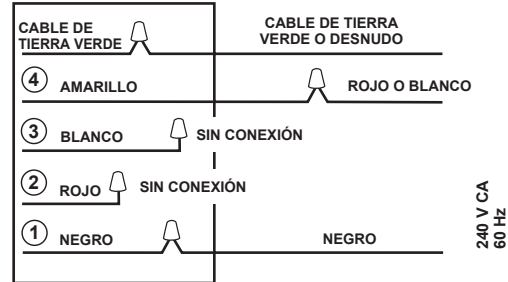 CABLE DE
TIERRA VERDE
CABLE DE TIERRA
VERDE O DESNUDO
4 AMARILLO
ROJO O BLANCO
3 BLANCO
SIN CONEXIÓN
2 ROJO
SIN CONEXIÓN
1 NEGRO
NEGRO
240 V CA
60 Hz